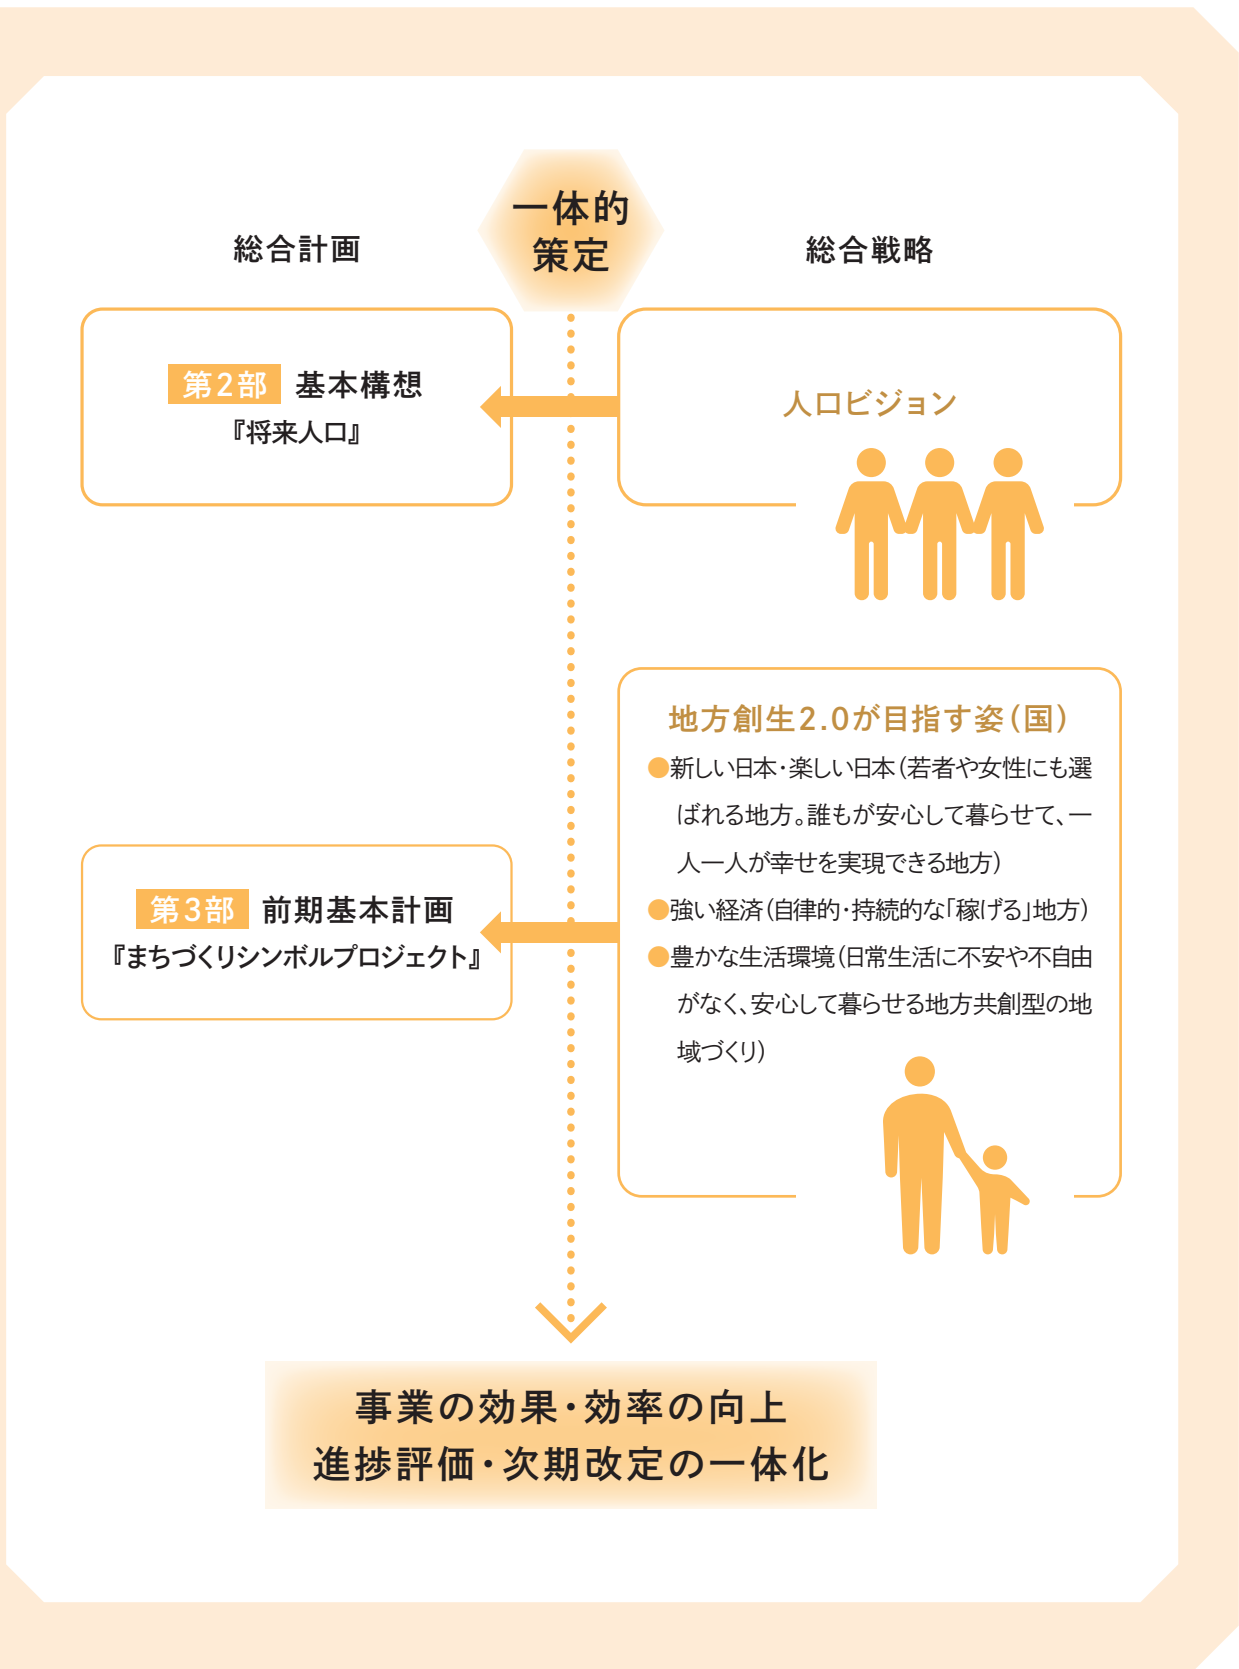 一体的
策定
総合計画
総合戦略
第2部 基本構想
『将来人口』
人口ビジョン
地方創生2.0が目指す姿(国)
●新しい日本・楽しい日本(若者や女性にも選
ばれる地方。誰もが安心して暮らせて、一
人一人が幸せを実現できる地方)
●強い経済(自律的・持続的な「稼げる」地方)
●豊かな生活環境(日常生活に不安や不自由
がなく、安心して暮らせる地方共創型の地
域づくり)
第3部 前期基本計画
『まちづくりシンボルプロジェクト』
事業の効果・効率の向上
進捗評価・次期改定の一体化